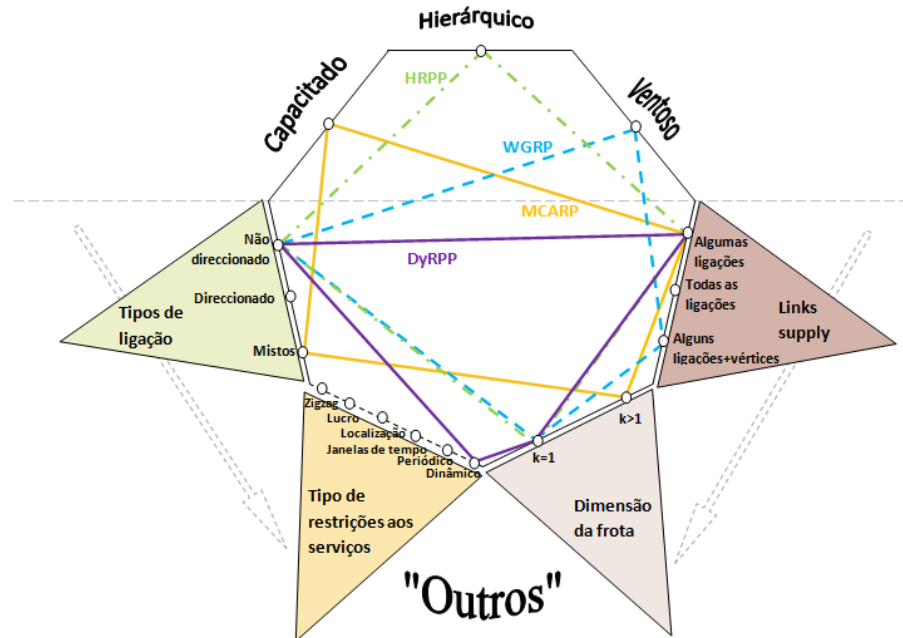 Hierárquico
Capacitado
Ventoso
HRPP
WGRP
MCARP
DyRPP
Não
direccionado
Direccionado
Mistos
Tipos de
ligação
Algumas
ligações
Todas as
ligações
Alguns
ligações+vértices
Links
supply
Zigzag
Lucro
Localização
Janelas de tempo
Periódico
Dinâmico
k=1
k>1
Tipo de
restrições aos
serviços
Dimensão
da frota
"Outros"